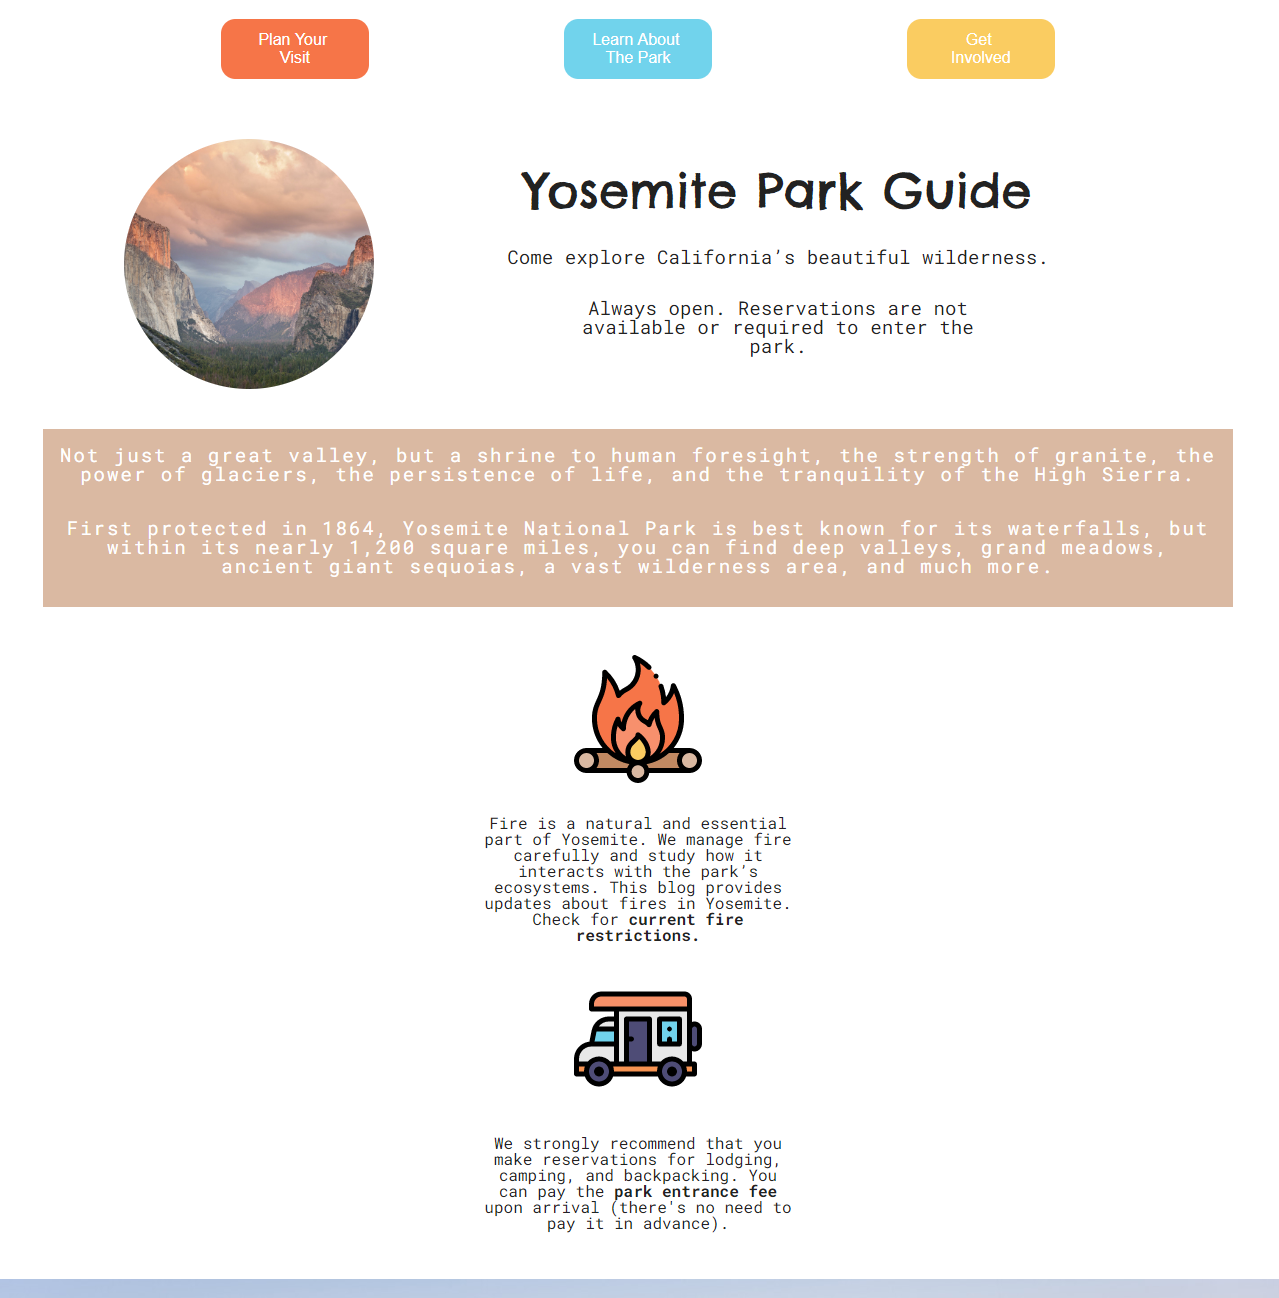 Plan Your
Visit
Learn About
The Park
Get
Involved
Yosemite Park Guide
Come explore California’s beautiful wilderness.
Always open. Reservations are not
available or required to enter the
park.
Not just a great valley, but a shrine to human foresight, the strength of granite, the
power of glaciers, the persistence of life, and the tranquility of the High Sierra.
First protected in 1864, Yosemite National Park is best known for its waterfalls, but
within its nearly 1,200 square miles, you can find deep valleys, grand meadows,
ancient giant sequoias, a vast wilderness area, and much more.
Fire is a natural and essential
part of Yosemite. We manage fire
carefully and study how it
interacts with the park’s
ecosystems. This blog provides
updates about fires in Yosemite.
Check for current fire
restrictions.
We strongly recommend that you
make reservations for lodging,
camping, and backpacking. You
can pay the park entrance fee
upon arrival (there's no need to
pay it in advance).